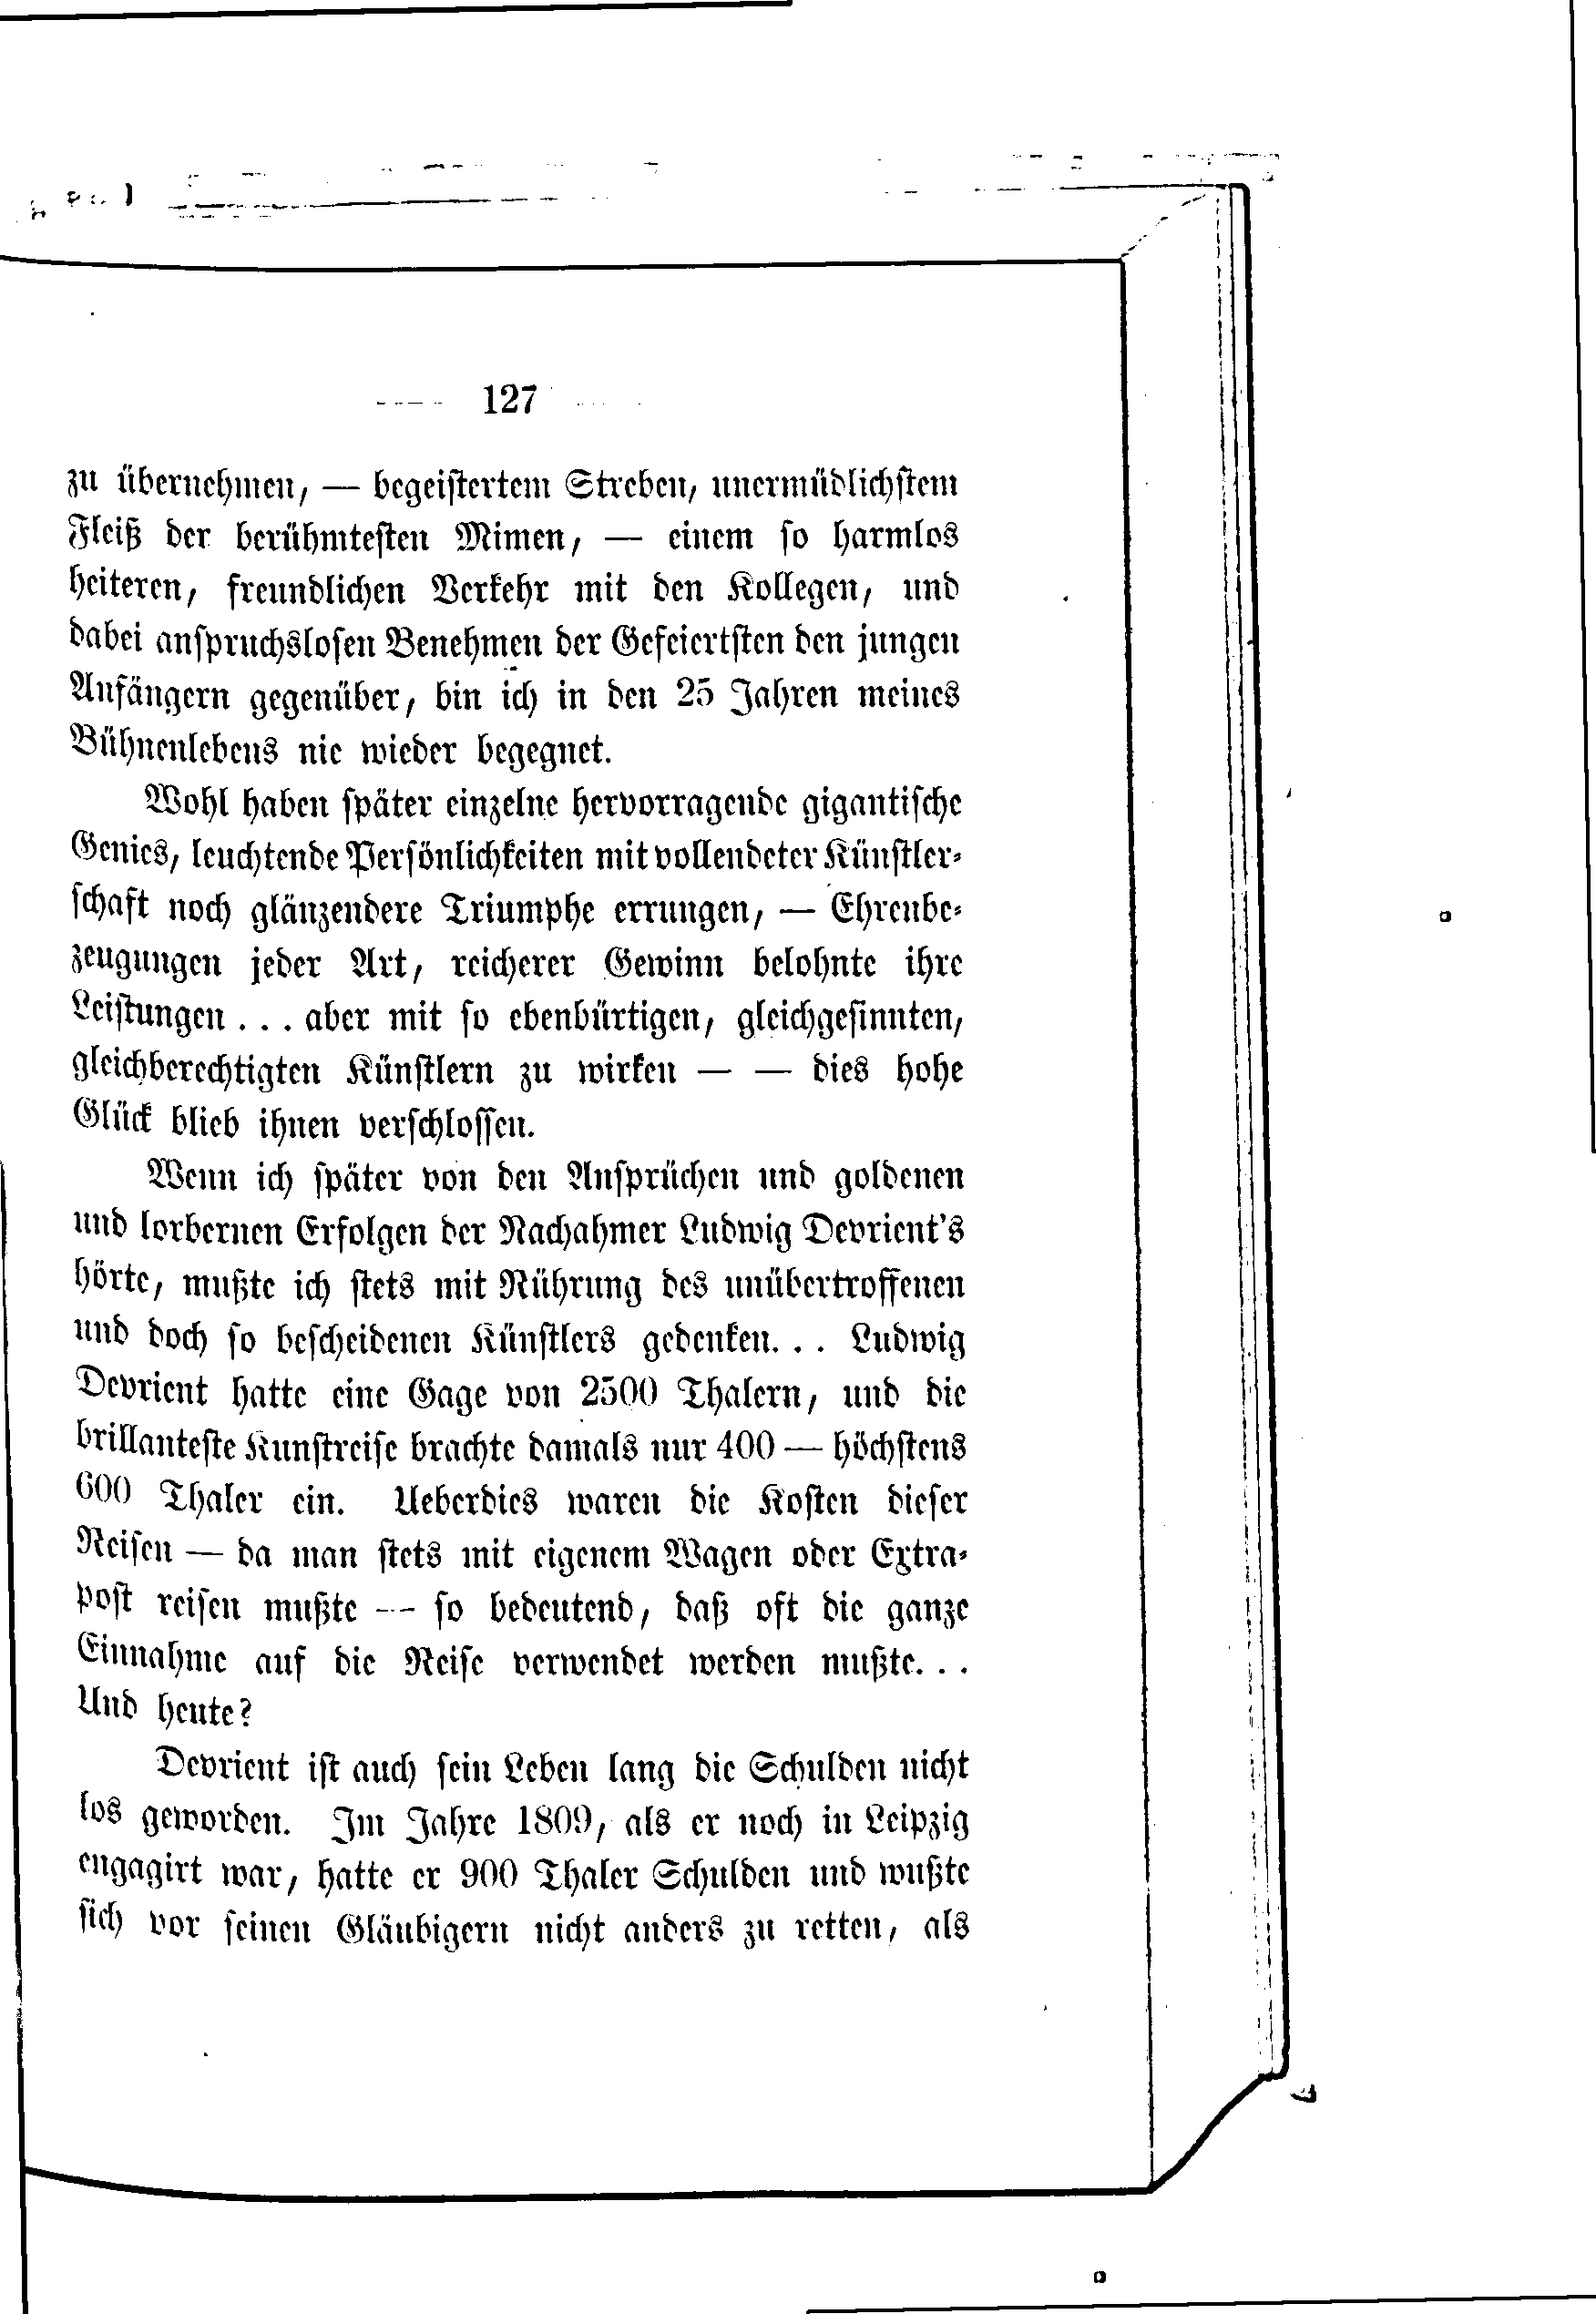 — 127 —
zu übernehmen, — begeistertem Streben, unermüdlichstem
Fleiß der berühmtesten Mimen, — einem so harmlos
heiteren, freundlichen Verkehr mit den Kollegen, und
dabei anspruchslosen Benehmen der Gefeiertsten den jungen
Anfängern gegenüber, bin ich in den 25 Jahren meines
Bühnenlebens nie wieder begegnet.
Wohl haben später einzelne hervorragende gigantische
Genies, leuchtende Persönlichkeiten mit vollendeter Künstler-
schaft noch glänzendere Triumphe errungen, — Ehrenbe-
zeugungen jeder Art, reicherer Gewinn belohnte ihre
Leistungen . . . aber mit so ebenbürtigen, gleichgesinnten,
gleichberechtigten Künstlern zu wirken — — dies hohe
Glück blieb ihnen verschlossen.
Wenn ich später von den Ansprüchen und goldenen
und lorbernen Erfolgen der Nachahmer Ludwig Devrient's
hörte, mußte ich stets mit Rührung des unübertroffenen
und doch so bescheidenen Künstlers gedenken. . . Ludwig
Devrient hatte eine Gage von 2500 Thalern, und die
brillanteste Kunstreise brachte damals nur 400 — höchstens
600 Thaler ein. Ueberdies waren die Kosten dieser
Reisen — da man stets mit eigenem Wagen oder Extra-
post reisen mußte — so bedeutend, daß oft die ganze
Einnahme auf die Reise verwendet werden mußte. . .
Und heute?
Devrient ist auch sein Leben lang die Schulden nicht
los geworden. Im Jahre 1809, als er noch in Leipzig
engagirt war, hatte er 900 Thaler Schulden und wußte
sich vor seinen Gläubigern nicht anders zu retten, als